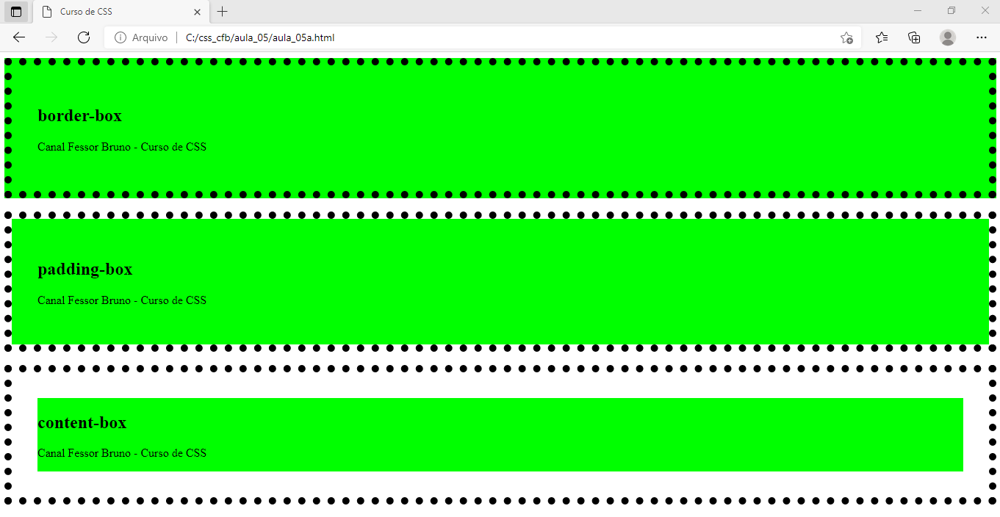 Curso de CSS
Arquivo C:/css_cfb/aula_05/aula_05a.html
border-box
Canal Fessor Bruno - Curso de CSS
padding-box
Canal Fessor Bruno - Curso de CSS
content-box
Canal Fessor Bruno - Curso de CSS